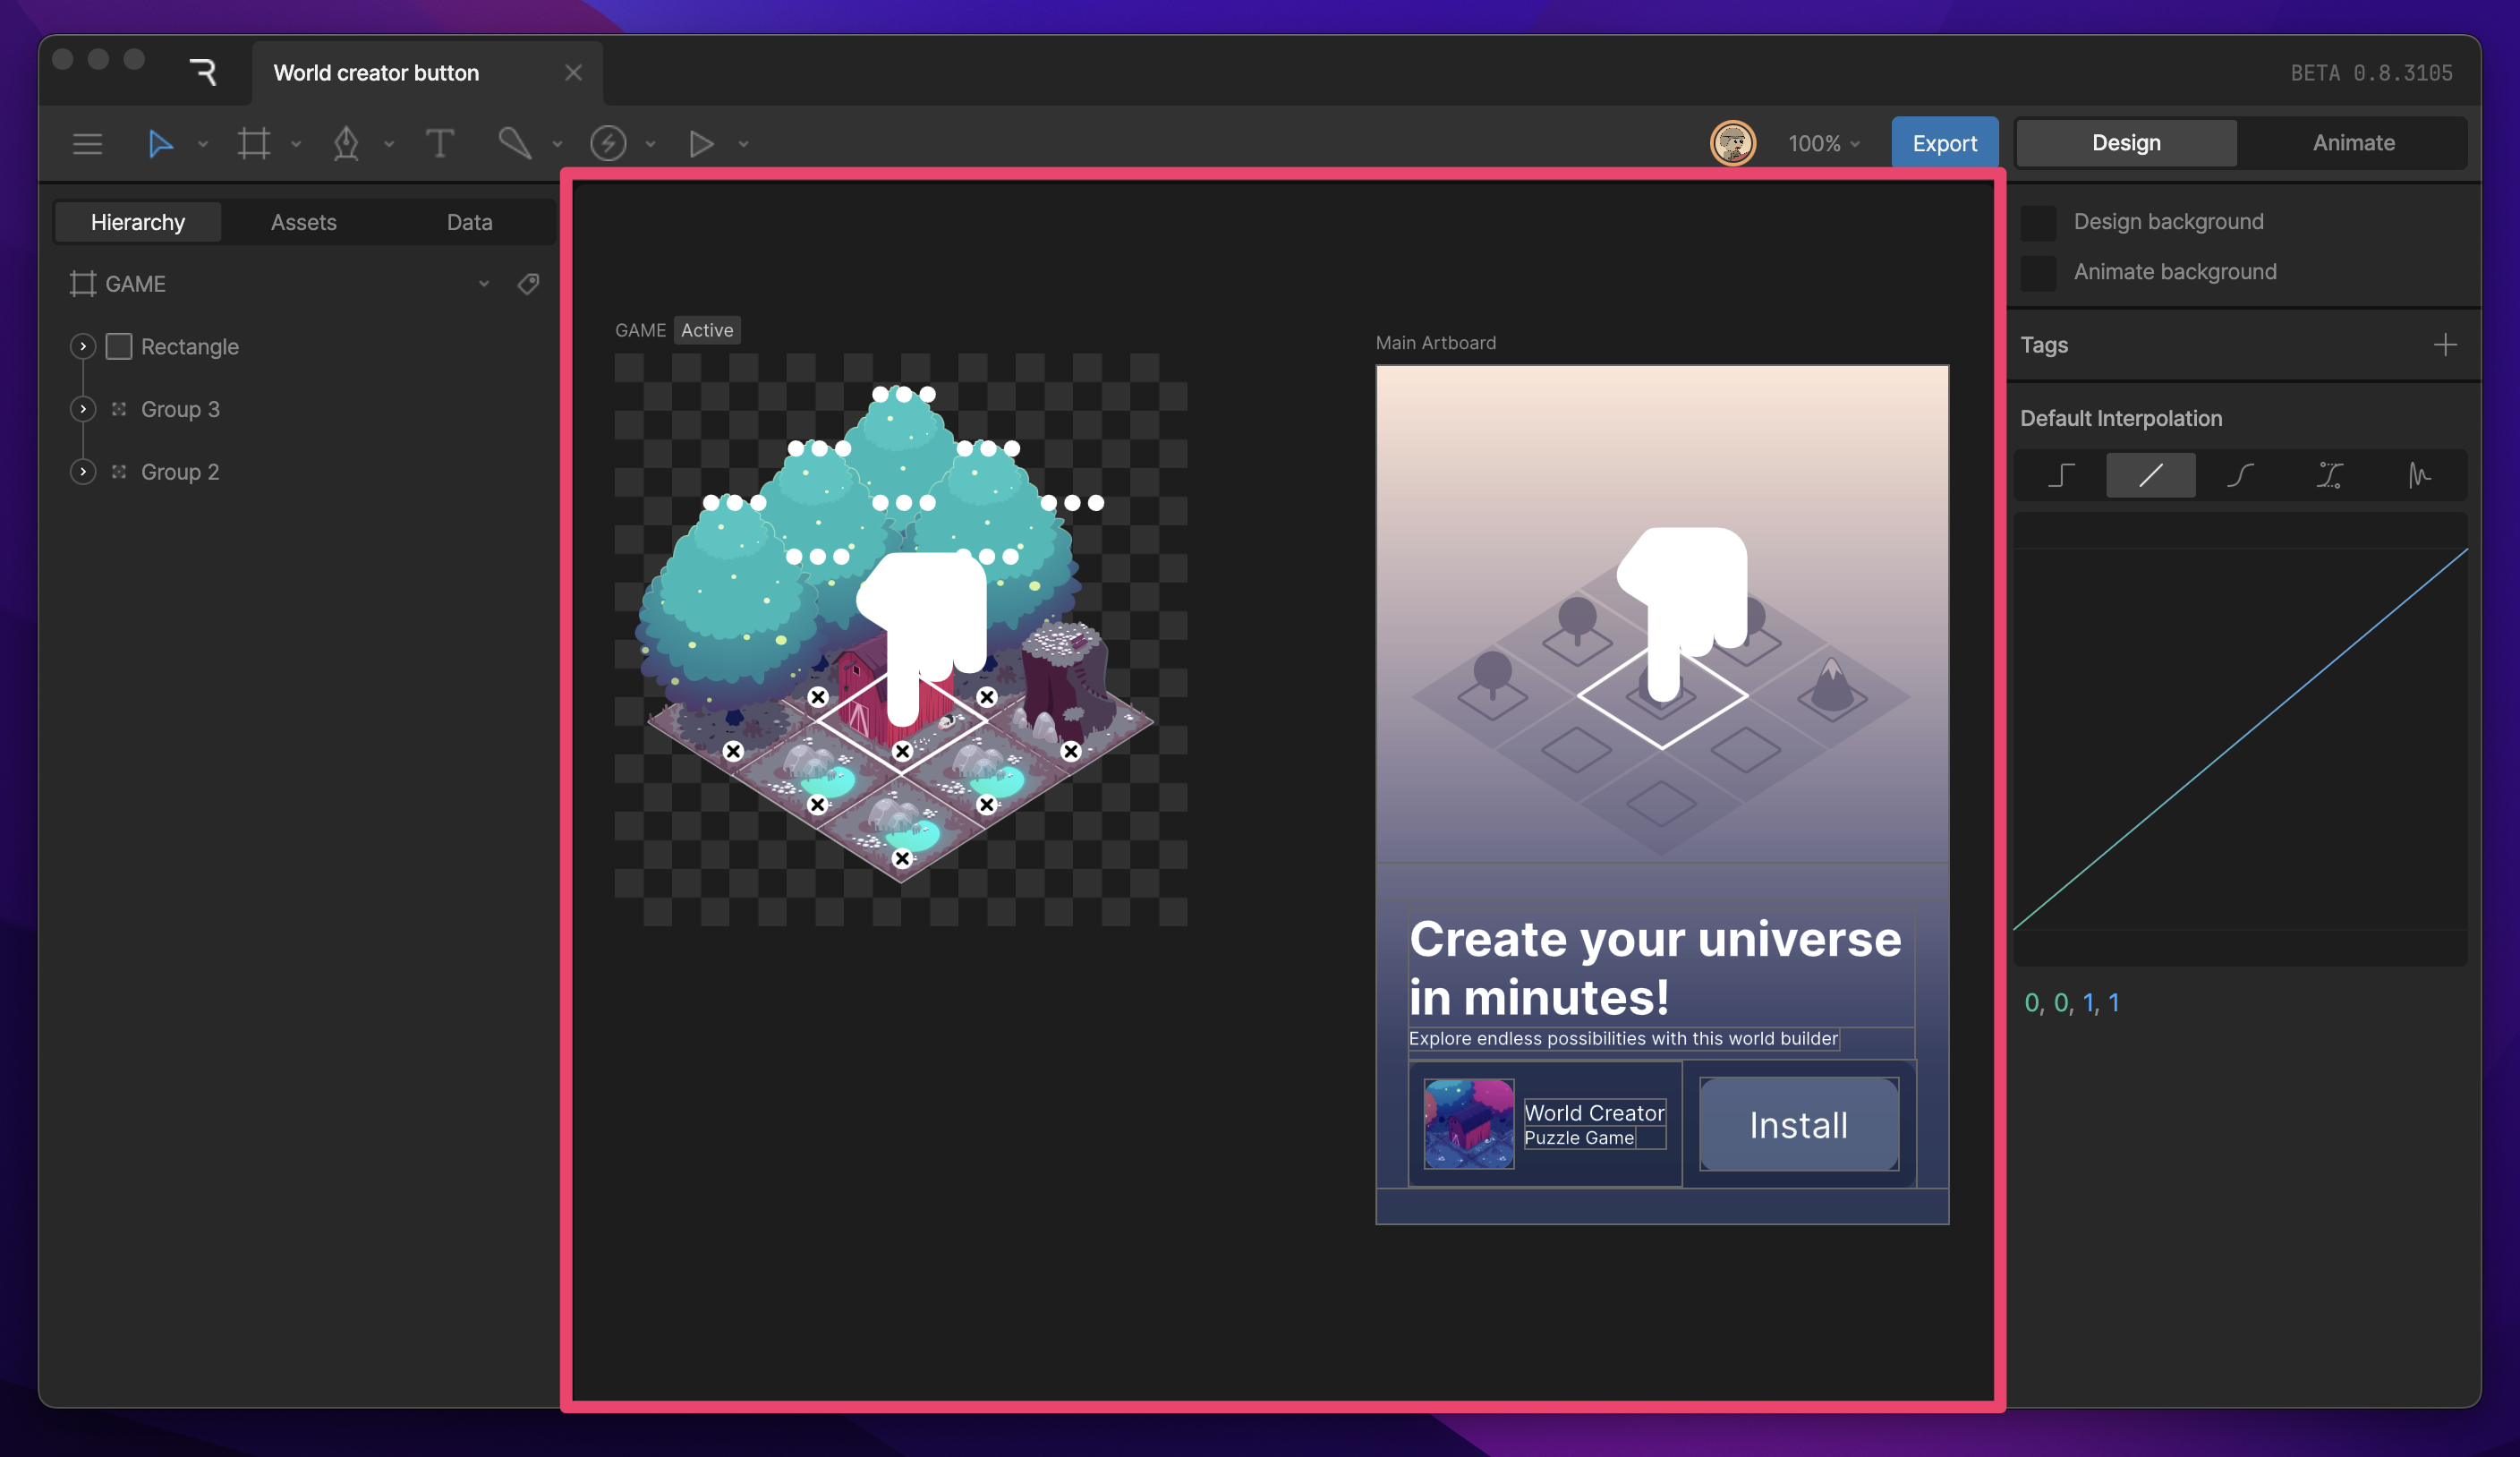 World creator button
BETA 0.8.3105
100%
Export
Design
Animate
Hierarchy
Assets
Data
GAME
Rectangle
Group 3
Group 2
GAME Active
Main Artboard
Create your universe
in minutes!
Explore endless possibilities with this world builder
World Creator
Puzzle Game
Install
Design background
Animate background
Tags
Default Interpolation
0, 0, 1, 1